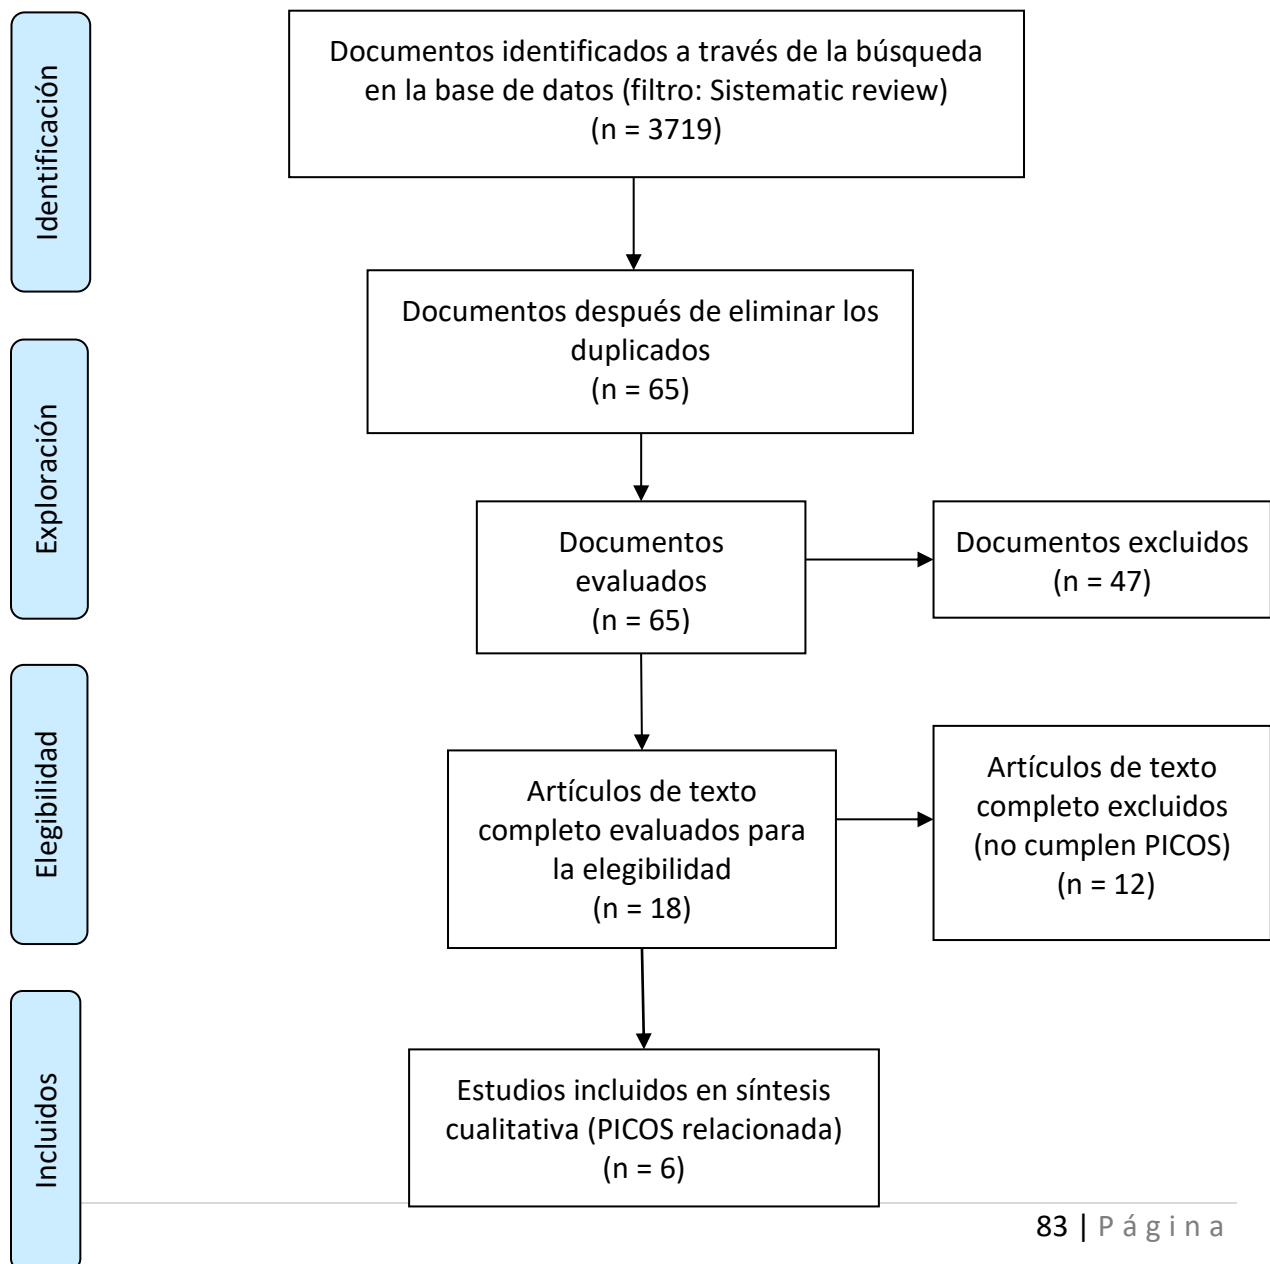 Identificación
Documentos identificados a través de la búsqueda
en la base de datos (filtro: Sistematic review)
(n = 3719)
Documentos después de eliminar los
duplicados
(n = 65)
Exploración
Documentos
evaluados
(n = 65)
Documentos excluidos
(n = 47)
Elegibilidad
Artículos de texto
completo evaluados para
la elegibilidad
(n = 18)
Artículos de texto
completo excluidos
(no cumplen PICOS)
(n = 12)
Incluidos
Estudios incluidos en síntesis
cualitativa (PICOS relacionada)
(n = 6)
83 | Página